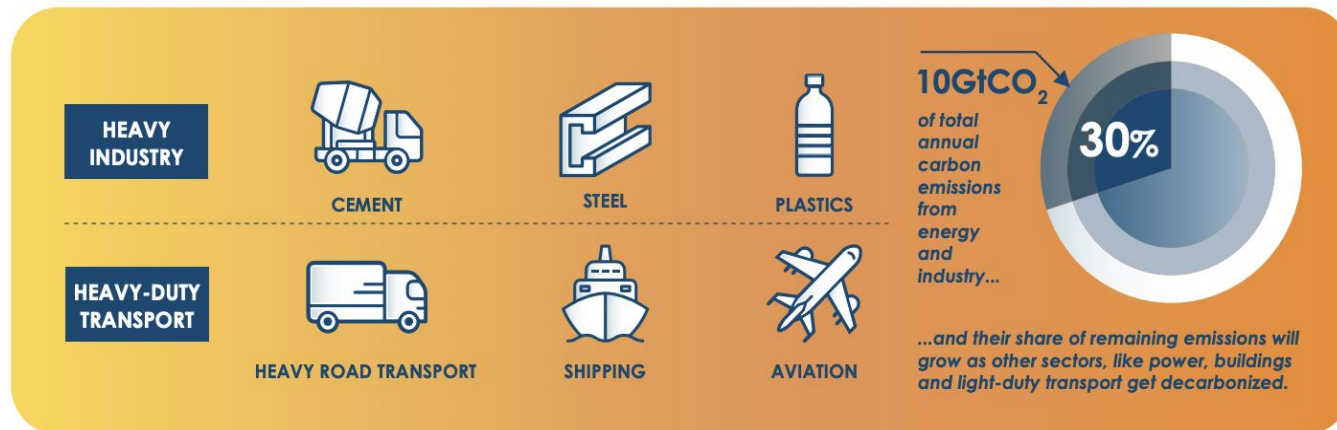 HEAVY
INDUSTRY
CEMENT
STEEL
PLASTICS
HEAVY-DUTY
TRANSPORT
HEAVY ROAD TRANSPORT
SHIPPING
AVIATION
10GtCO₂
30%
of total
annual
carbon
emissions
from
energy
and
industry...
...and their share of remaining emissions will
grow as other sectors, like power, buildings
and light-duty transport get decarbonized.